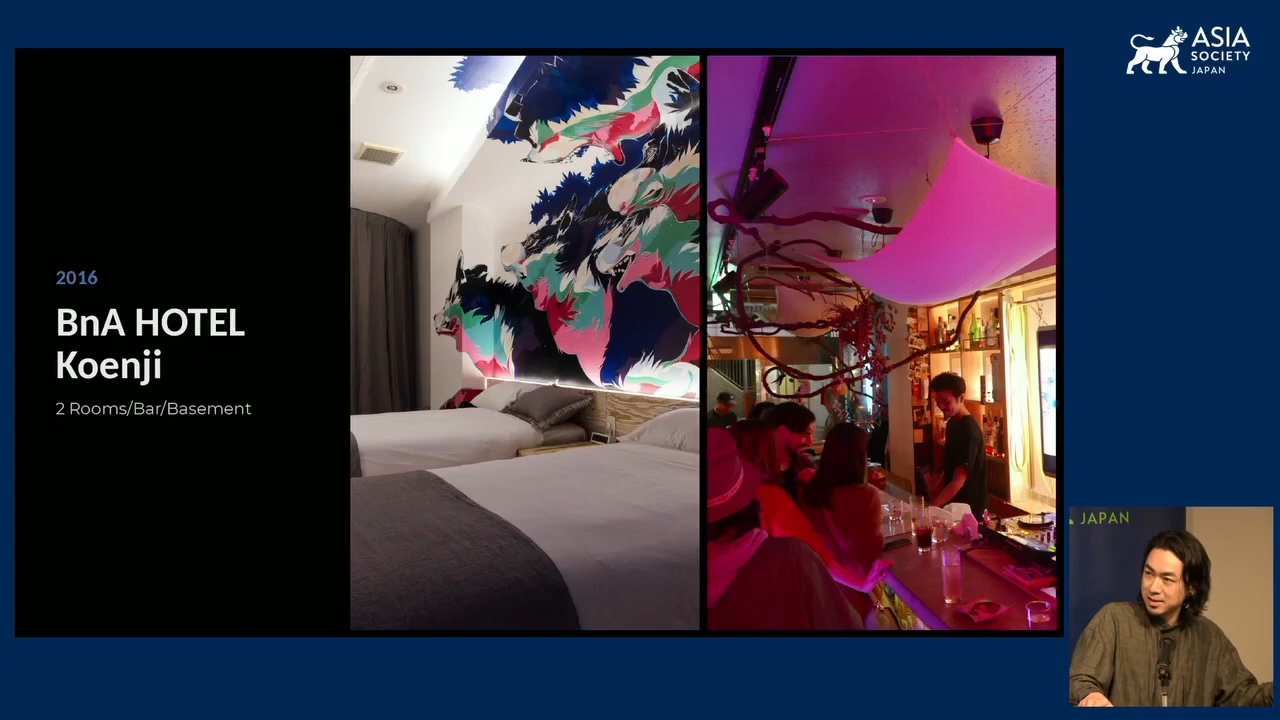 ASIA
SOCIETY
JAPAN
2016
BnA HOTEL
Koenji
2 Rooms/Bar/Basement
JAPAN